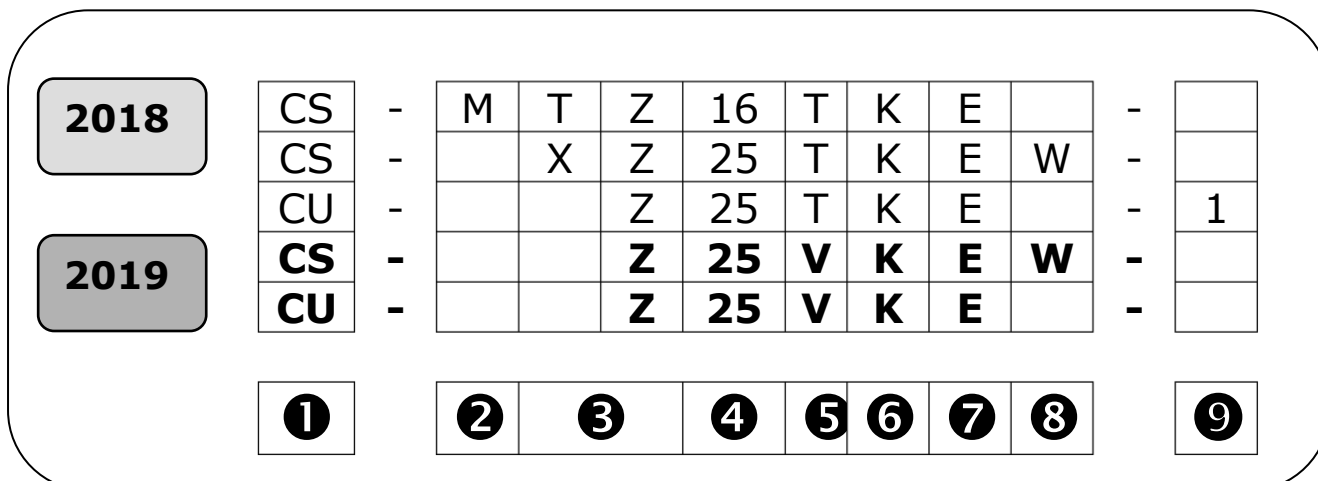 2018
CS - M T Z 16 T K E -
CS - X Z 25 T K E W -
CU - Z 25 T K E - 1
2019
CS - Z 25 V K E W -
CU - Z 25 V K E -
❶ ❷ ❸ ❹ ❺ ❻ ❼ ❽ ❾